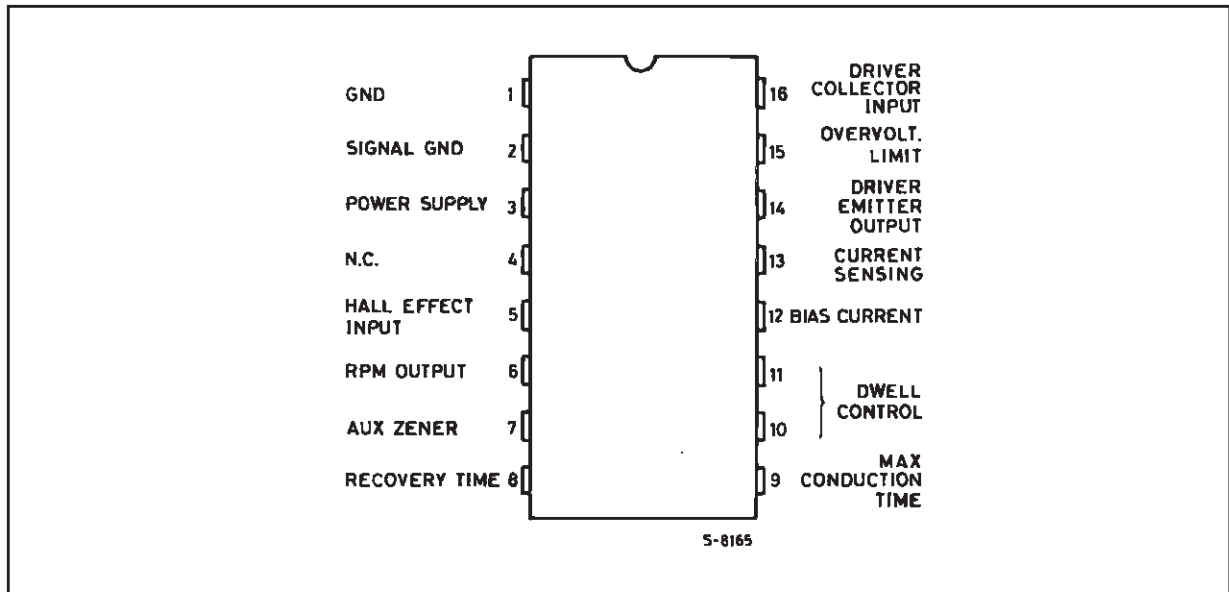 GND 1
SIGNAL GND 2
POWER SUPPLY 3
N.C. 4
HALL EFFECT
INPUT
5
RPM OUTPUT 6
AUX ZENER 7
RECOVERY TIME 8
16
DRIVER
COLLECTOR
INPUT
15
OVERVOLT.
LIMIT
14
DRIVER
EMITTER
OUTPUT
13
CURRENT
SENSING
12 BIAS CURRENT
11
10
DWELL
CONTROL
9
MAX
CONDUCTION
TIME
S-8165